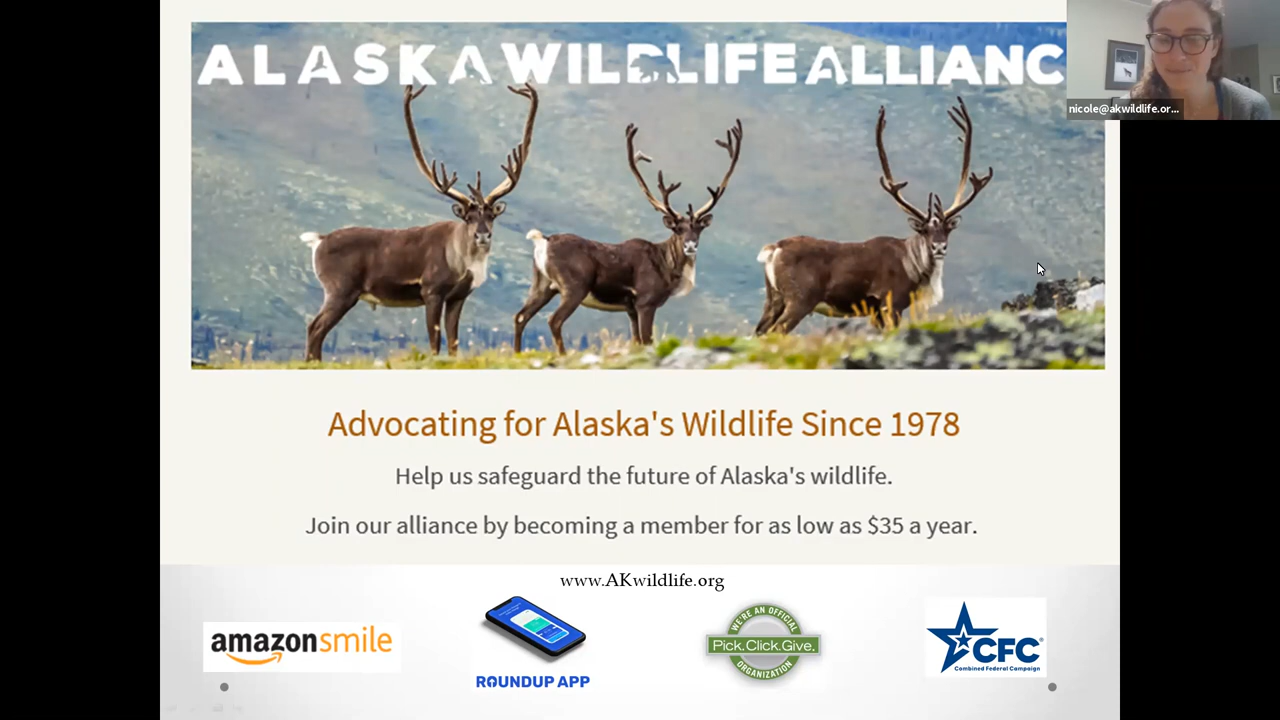 ALASKA WILDLIFE ALLIANC
nicole@akwildlife.or...
Advocating for Alaska's Wildlife Since 1978
Help us safeguard the future of Alaska's wildlife.
Join our alliance by becoming a member for as low as $35 a year.
www.AKwildlife.org
amazonsmile
ROUNDUP APP
WE'RE AN OFFICIAL
Pick.Click.Give.
ORGANIZATION
CFC
Combined Federal Campaign